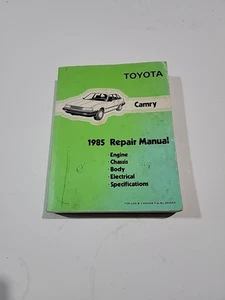 TOYOTA
Camry
1985 Repair Manual
·Engine
·Chassis
·Body
·Electrical
·Specifications